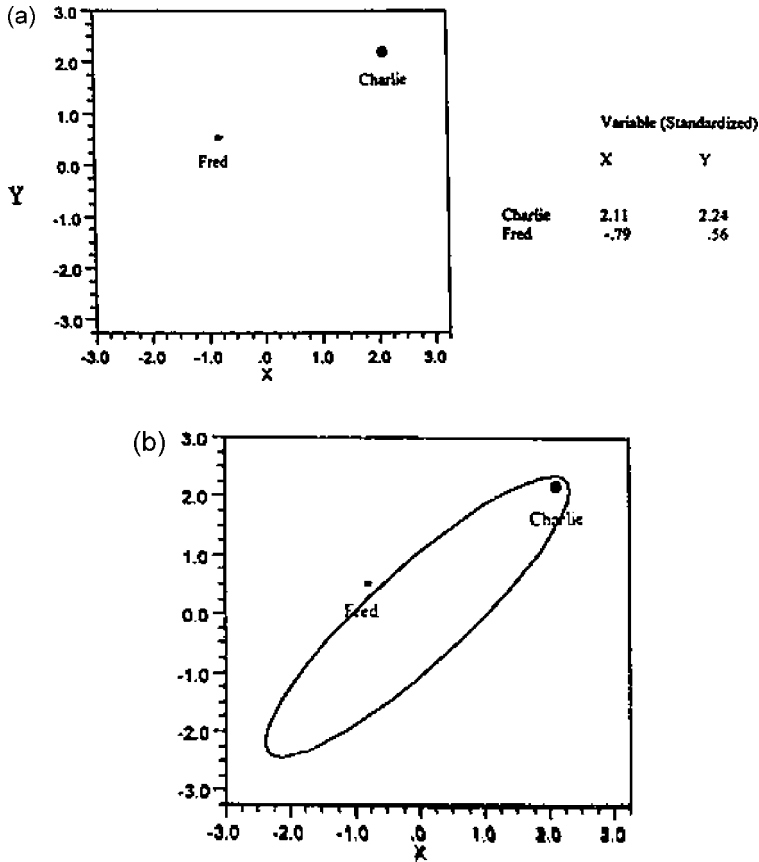 (a)
3.0
2.0
1.0
0.0
-1.0
-2.0
-3.0
Y
Charlie
Fred
-3.0 -2.0 -1.0 .0 1.0 2.0 3.0
X
Variable (Standardized)
X Y
Charlie 2.11 2.24
Fred -.79 .56
(b)
3.0
2.0
1.0
0.0
-1.0
-2.0
-3.0
Charlie
Fred
-3.0 -2.0 -1.0 .0 1.0 2.0 3.0
X